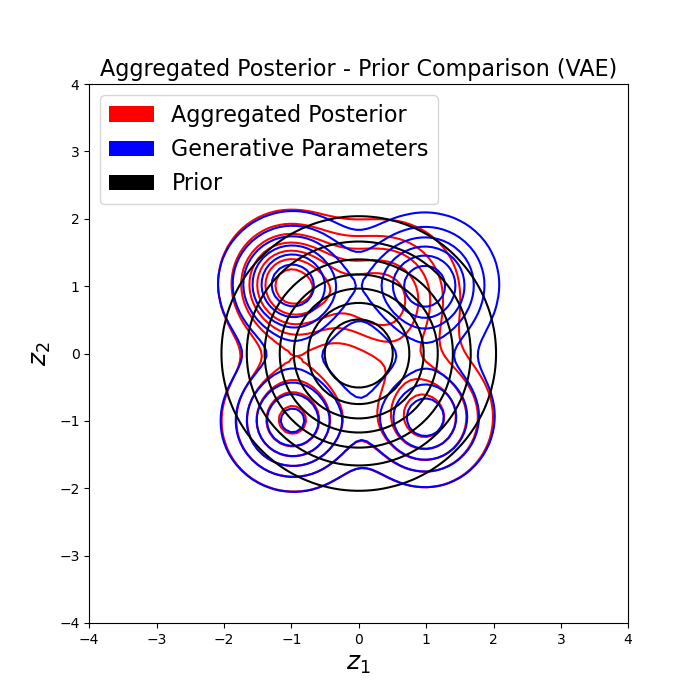 Aggregated Posterior - Prior Comparison (VAE)
Aggregated Posterior
Generative Parameters
Prior
4
3
2
1
0
−1
−2
−3
−4
z2
−4 −3 −2 −1 0 1 2 3 4
z1